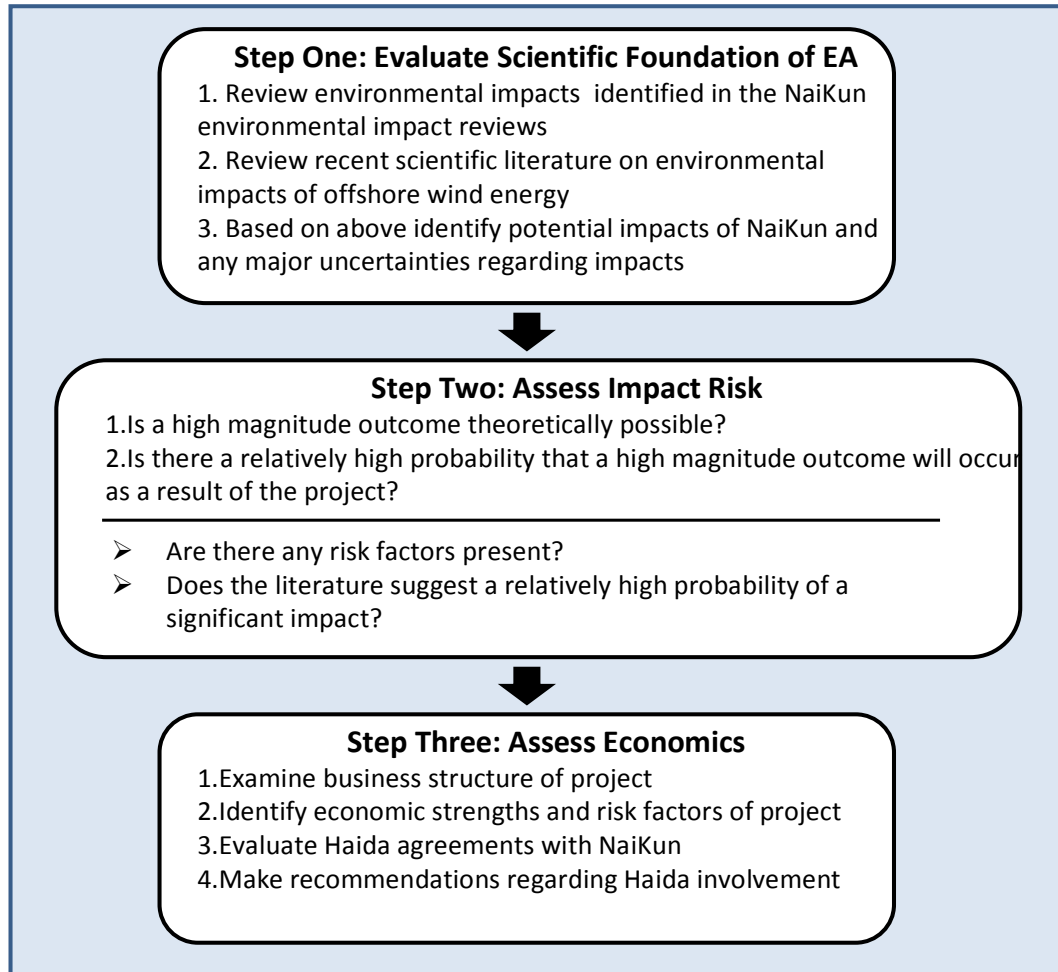 Step One: Evaluate Scientific Foundation of EA
1. Review environmental impacts  identified in the NaiKun
environmental impact reviews
2. Review recent scientific literature on environmental
impacts of offshore wind energy
3. Based on above identify potential impacts of NaiKun and
any major uncertainties regarding impacts
Step Two: Assess Impact Risk
1.Is a high magnitude outcome theoretically possible?
2.Is there a relatively high probability that a high magnitude outcome will occur
as a result of the project?
➢ Are there any risk factors present?
➢ Does the literature suggest a relatively high probability of a
significant impact?
Step Three: Assess Economics
1.Examine business structure of project
2.Identify economic strengths and risk factors of project
3.Evaluate Haida agreements with NaiKun
4.Make recommendations regarding Haida involvement